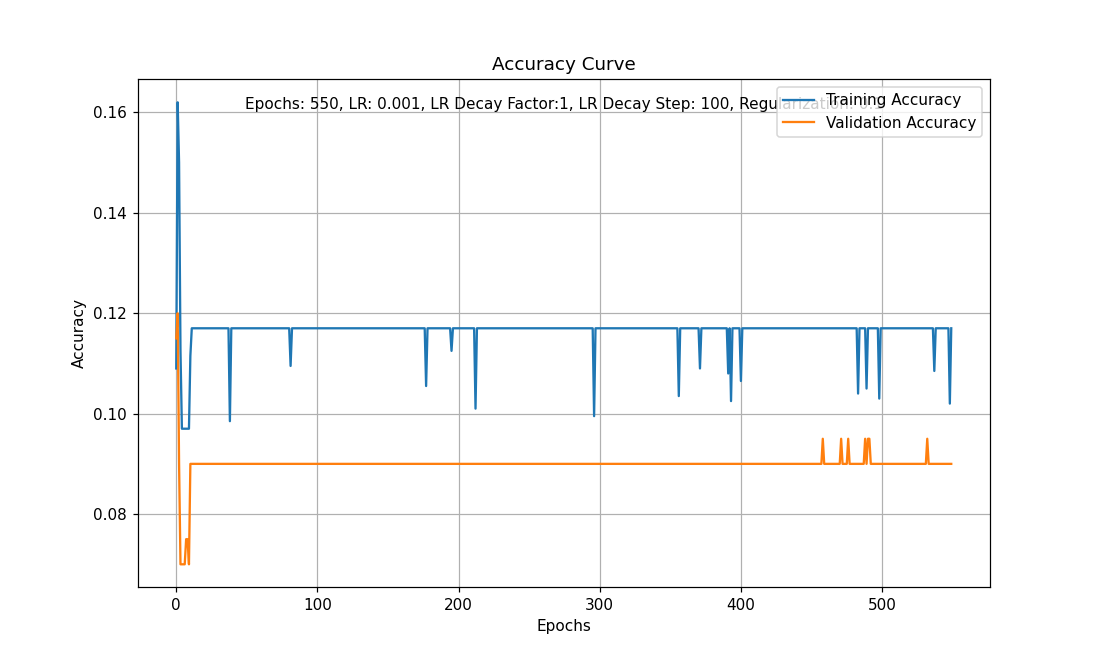 Accuracy Curve
Epochs: 550, LR: 0.001, LR Decay Factor:1, LR Decay Step: 100, Regularization:
Training Accuracy
Validation Accuracy
0.16
0.14
0.12
0.10
0.08
Accuracy
0
100
200
300
400
500
Epochs